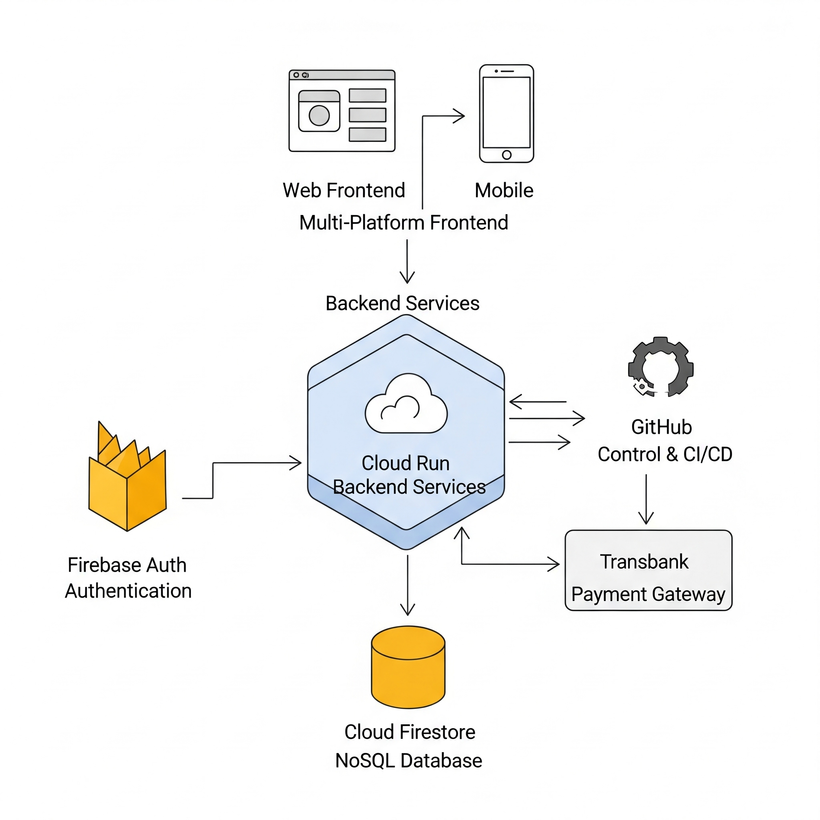 Web Frontend
Mobile
Multi-Platform Frontend
Backend Services
Cloud Run
Backend Services
GitHub
Control & CI/CD
Firebase Auth
Authentication
Transbank
Payment Gateway
Cloud Firestore
NoSQL Database